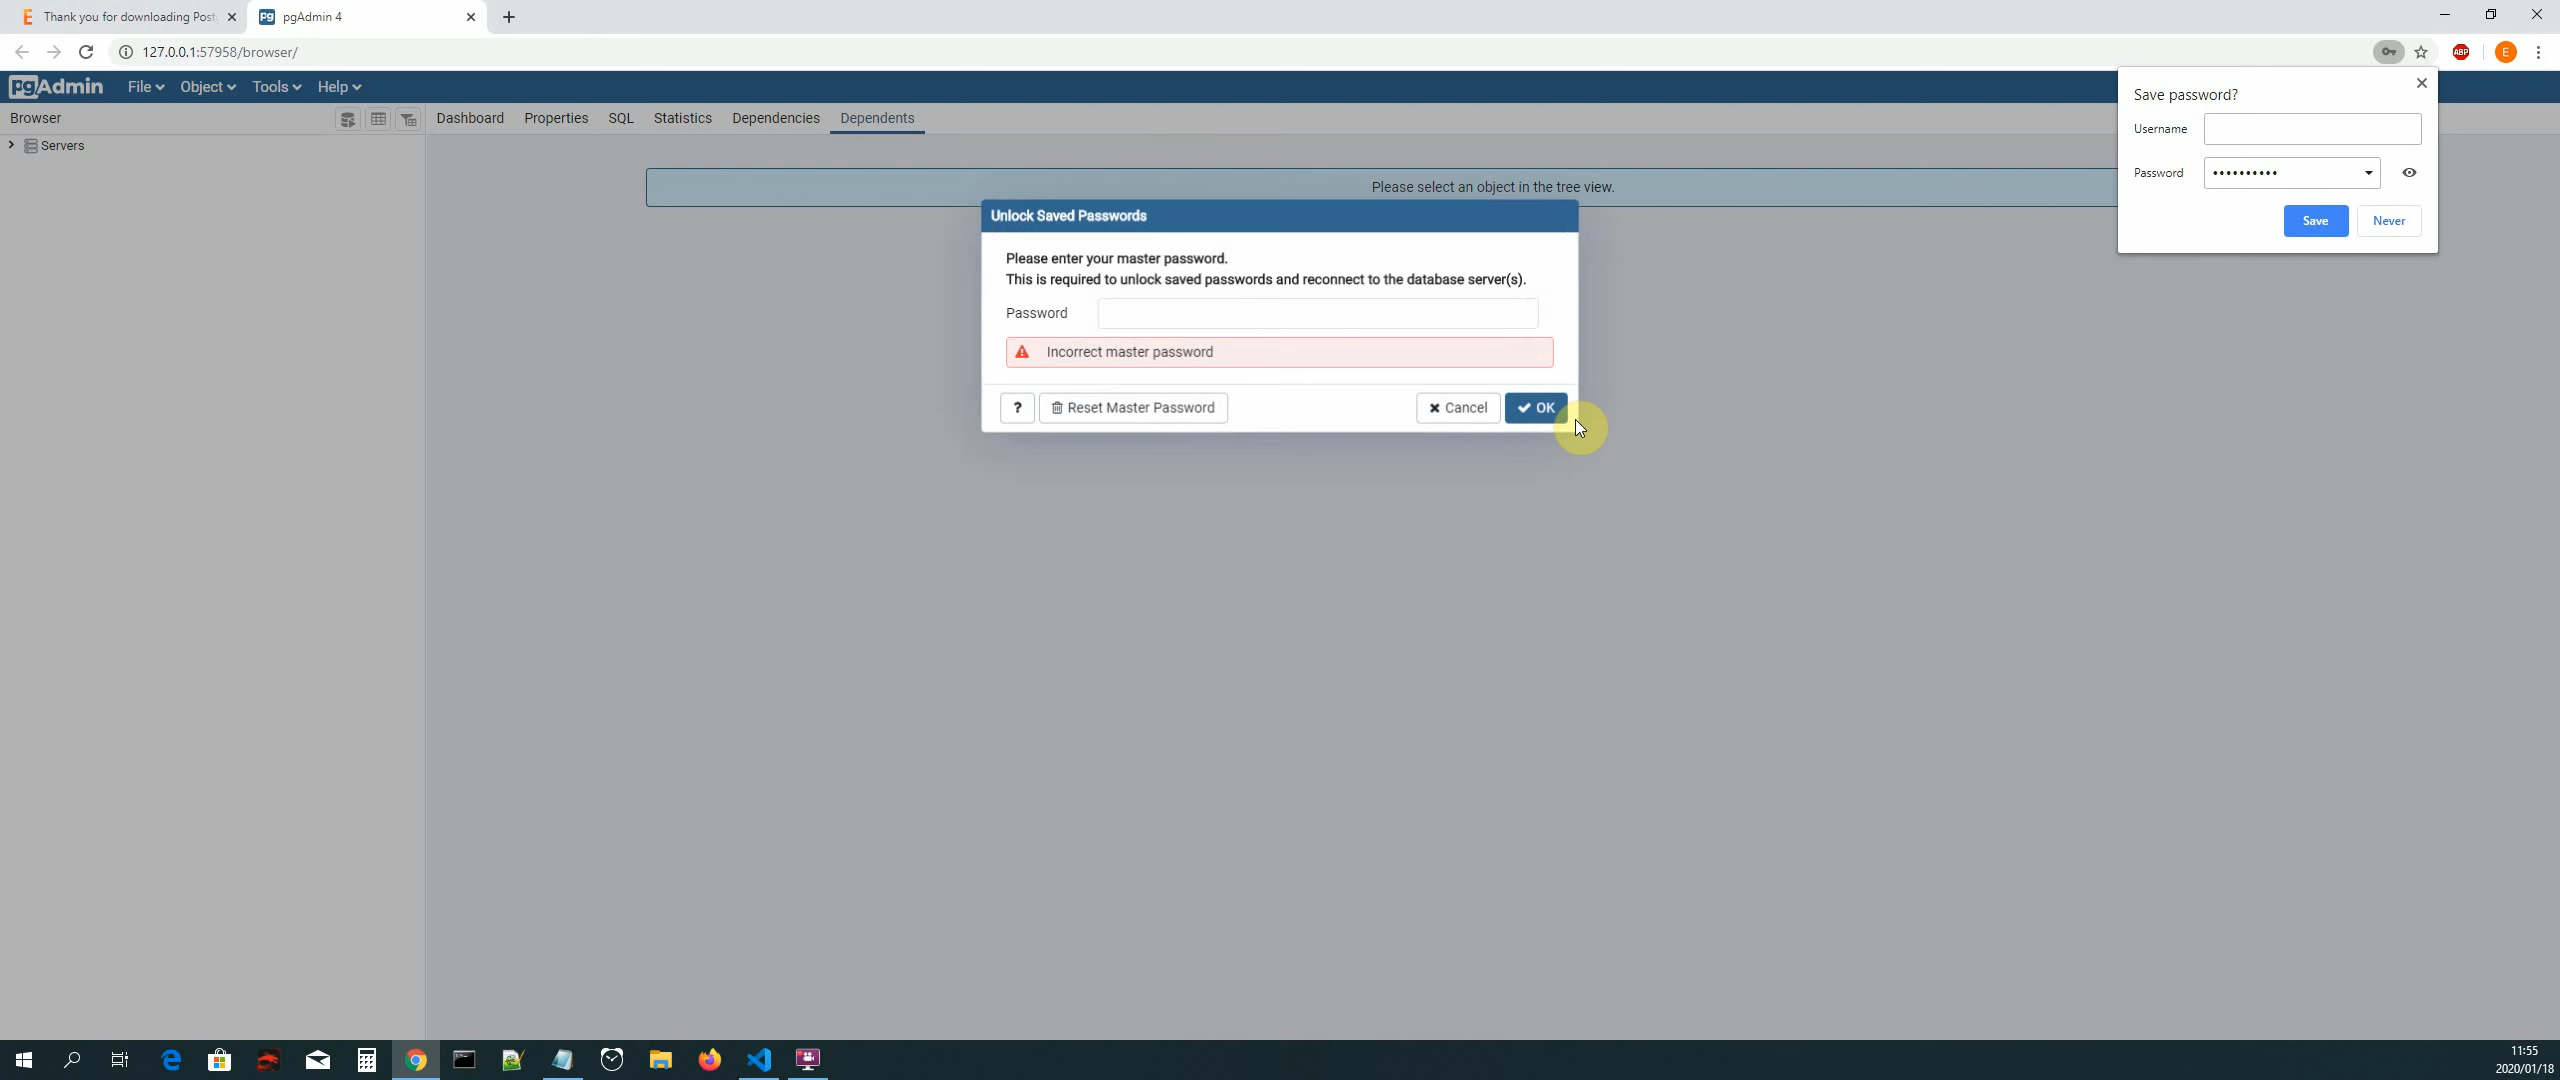 Thank you for downloading Post
pgAdmin 4
127.0.0.1:57958/browser/
ABP
E
pgAdmin
File
Object
Tools
Help
Save password?
Username
Password
••••••••••
Save
Never
Browser
Dashboard
Properties
SQL
Statistics
Dependencies
Dependents
Servers
Please select an object in the tree view.
Unlock Saved Passwords
Please enter your master password.
This is required to unlock saved passwords and reconnect to the database server(s).
Password
Incorrect master password
?
Reset Master Password
Cancel
OK
11:55
2020/01/18